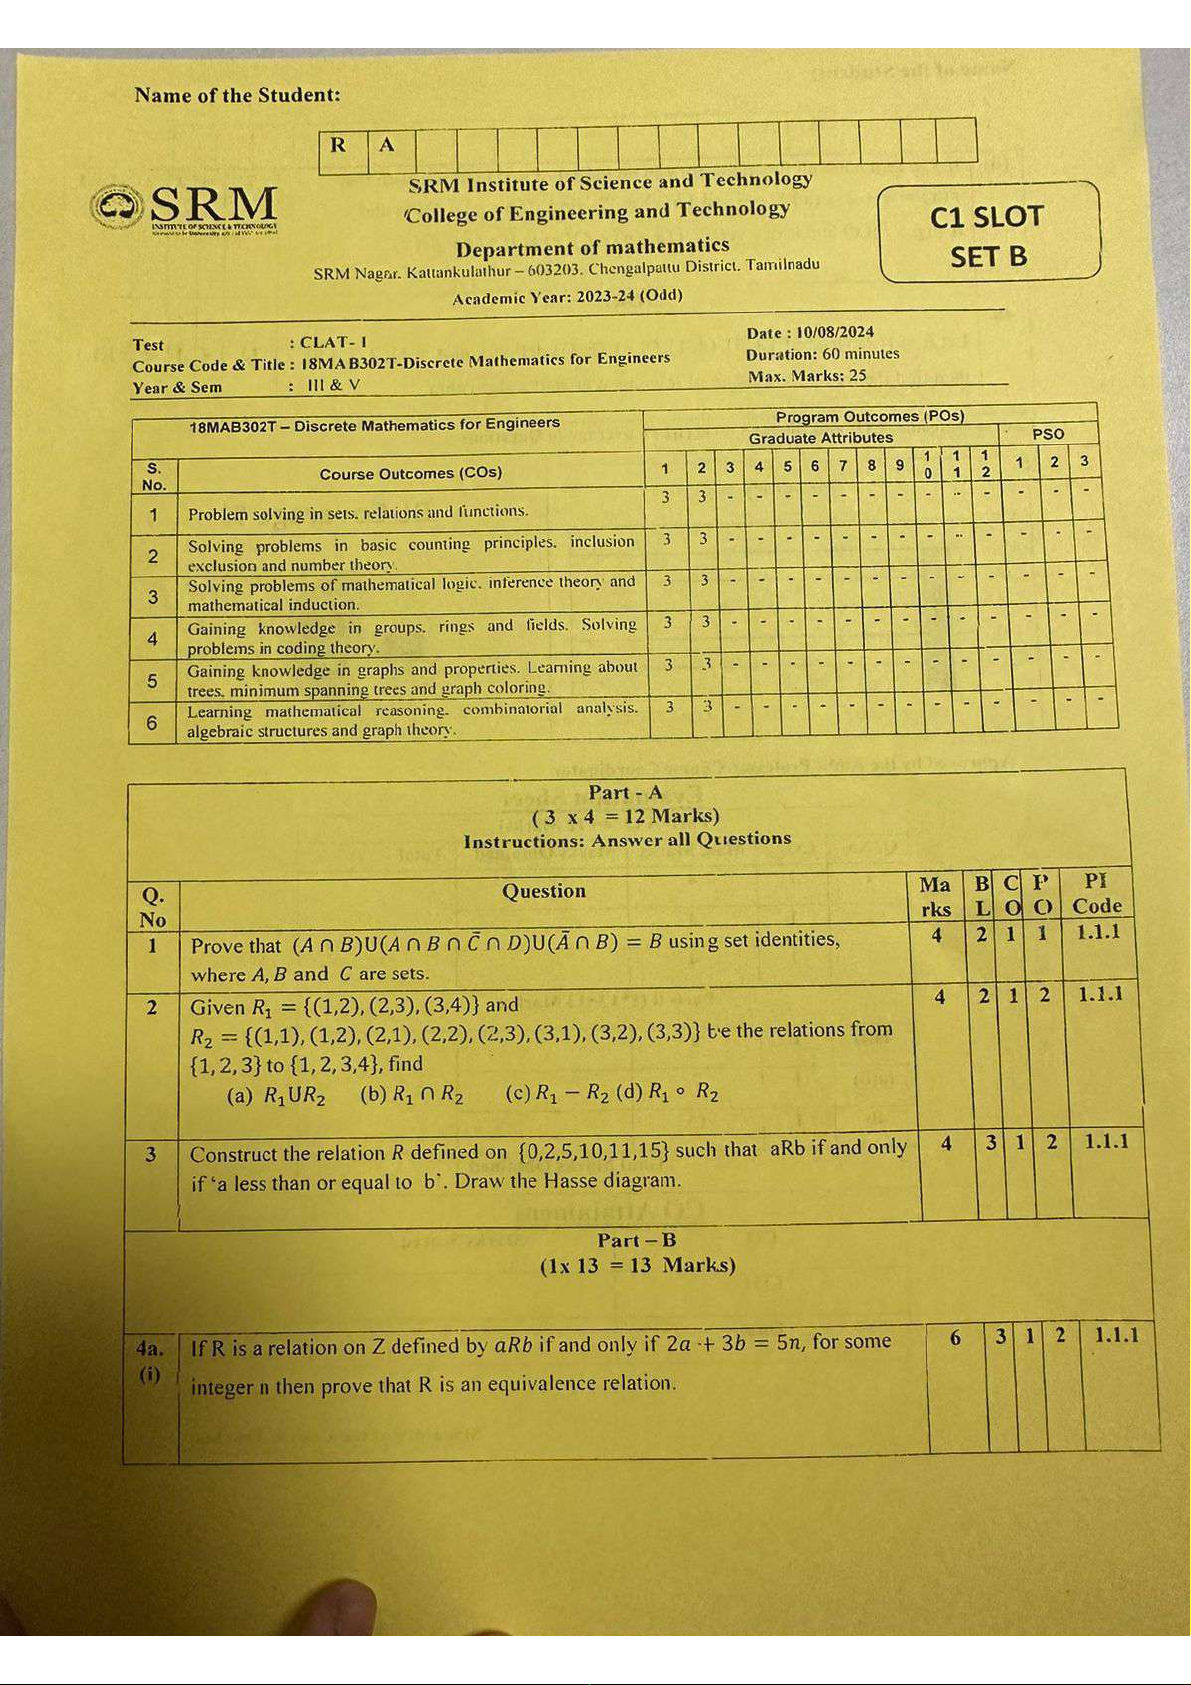 Name of the Student:
R A
SRM
INSTITUTE OF SCIENCE & TECHNOLOGY
SRM Institute of Science and Technology
College of Engineering and Technology
Department of mathematics
SRM Nagar, Kattankulathur – 603203, Chengalpattu District, Tamilnadu
Academic Year: 2023-24 (Odd)
C1 SLOT
SET B
Test : CLAT- I
Course Code & Title : 18MAB302T-Discrete Mathematics for Engineers
Year & Sem : III & V
Date : 10/08/2024
Duration: 60 minutes
Max. Marks: 25
18MAB302T – Discrete Mathematics for Engineers
Program Outcomes (POs)
Graduate Attributes PSO
S. No. Course Outcomes (COs) 1 2 3 4 5 6 7 8 9 10 11 12 1 2 3
1 Problem solving in sets, relations and functions. 3 3 - - - - - - - - - - - - -
2 Solving problems in basic counting principles, inclusion 3 3 - - - - - - - - - - - - -
exclusion and number theory.
3 Solving problems of mathematical logic, inference theory and 3 3 - - - - - - - - - - - - -
mathematical induction.
4 Gaining knowledge in groups, rings and fields. Solving 3 3 - - - - - - - - - - - - -
problems in coding theory.
5 Gaining knowledge in graphs and properties. Learning about 3 3 - - - - - - - - - - - - -
trees, minimum spanning trees and graph coloring.
6 Learning mathematical reasoning, combinatorial analysis, 3 3 - - - - - - - - - - - - -
algebraic structures and graph theory.
Part - A
( 3 x 4 = 12 Marks)
Instructions: Answer all Questions
Q. No Question Marks BL CO PO PI Code
1 Prove that (A ∩ B)U(A ∩ B ∩ C̄ ∩ D)U(Ā ∩ B) = B using set identities, 4 2 1 1 1.1.1
where A, B and C are sets.
2 Given R₁ = {(1,2), (2,3), (3,4)} and 4 2 1 2 1.1.1
R₂ = {(1,1), (1,2), (2,1), (2,2), (2,3), (3,1), (3,2), (3,3)} be the relations from
{1, 2, 3} to {1, 2, 3,4}, find
(a) R₁UR₂ (b) R₁ ∩ R₂ (c) R₁ − R₂ (d) R₁ ∘ R₂
3 Construct the relation R defined on {0,2,5,10,11,15} such that aRb if and only 4 3 1 2 1.1.1
if 'a less than or equal to b'. Draw the Hasse diagram.
Part – B
(1x 13 = 13 Marks)
4a. (i) If R is a relation on Z defined by aRb if and only if 2a + 3b = 5n, for some 6 3 1 2 1.1.1
integer n then prove that R is an equivalence relation.